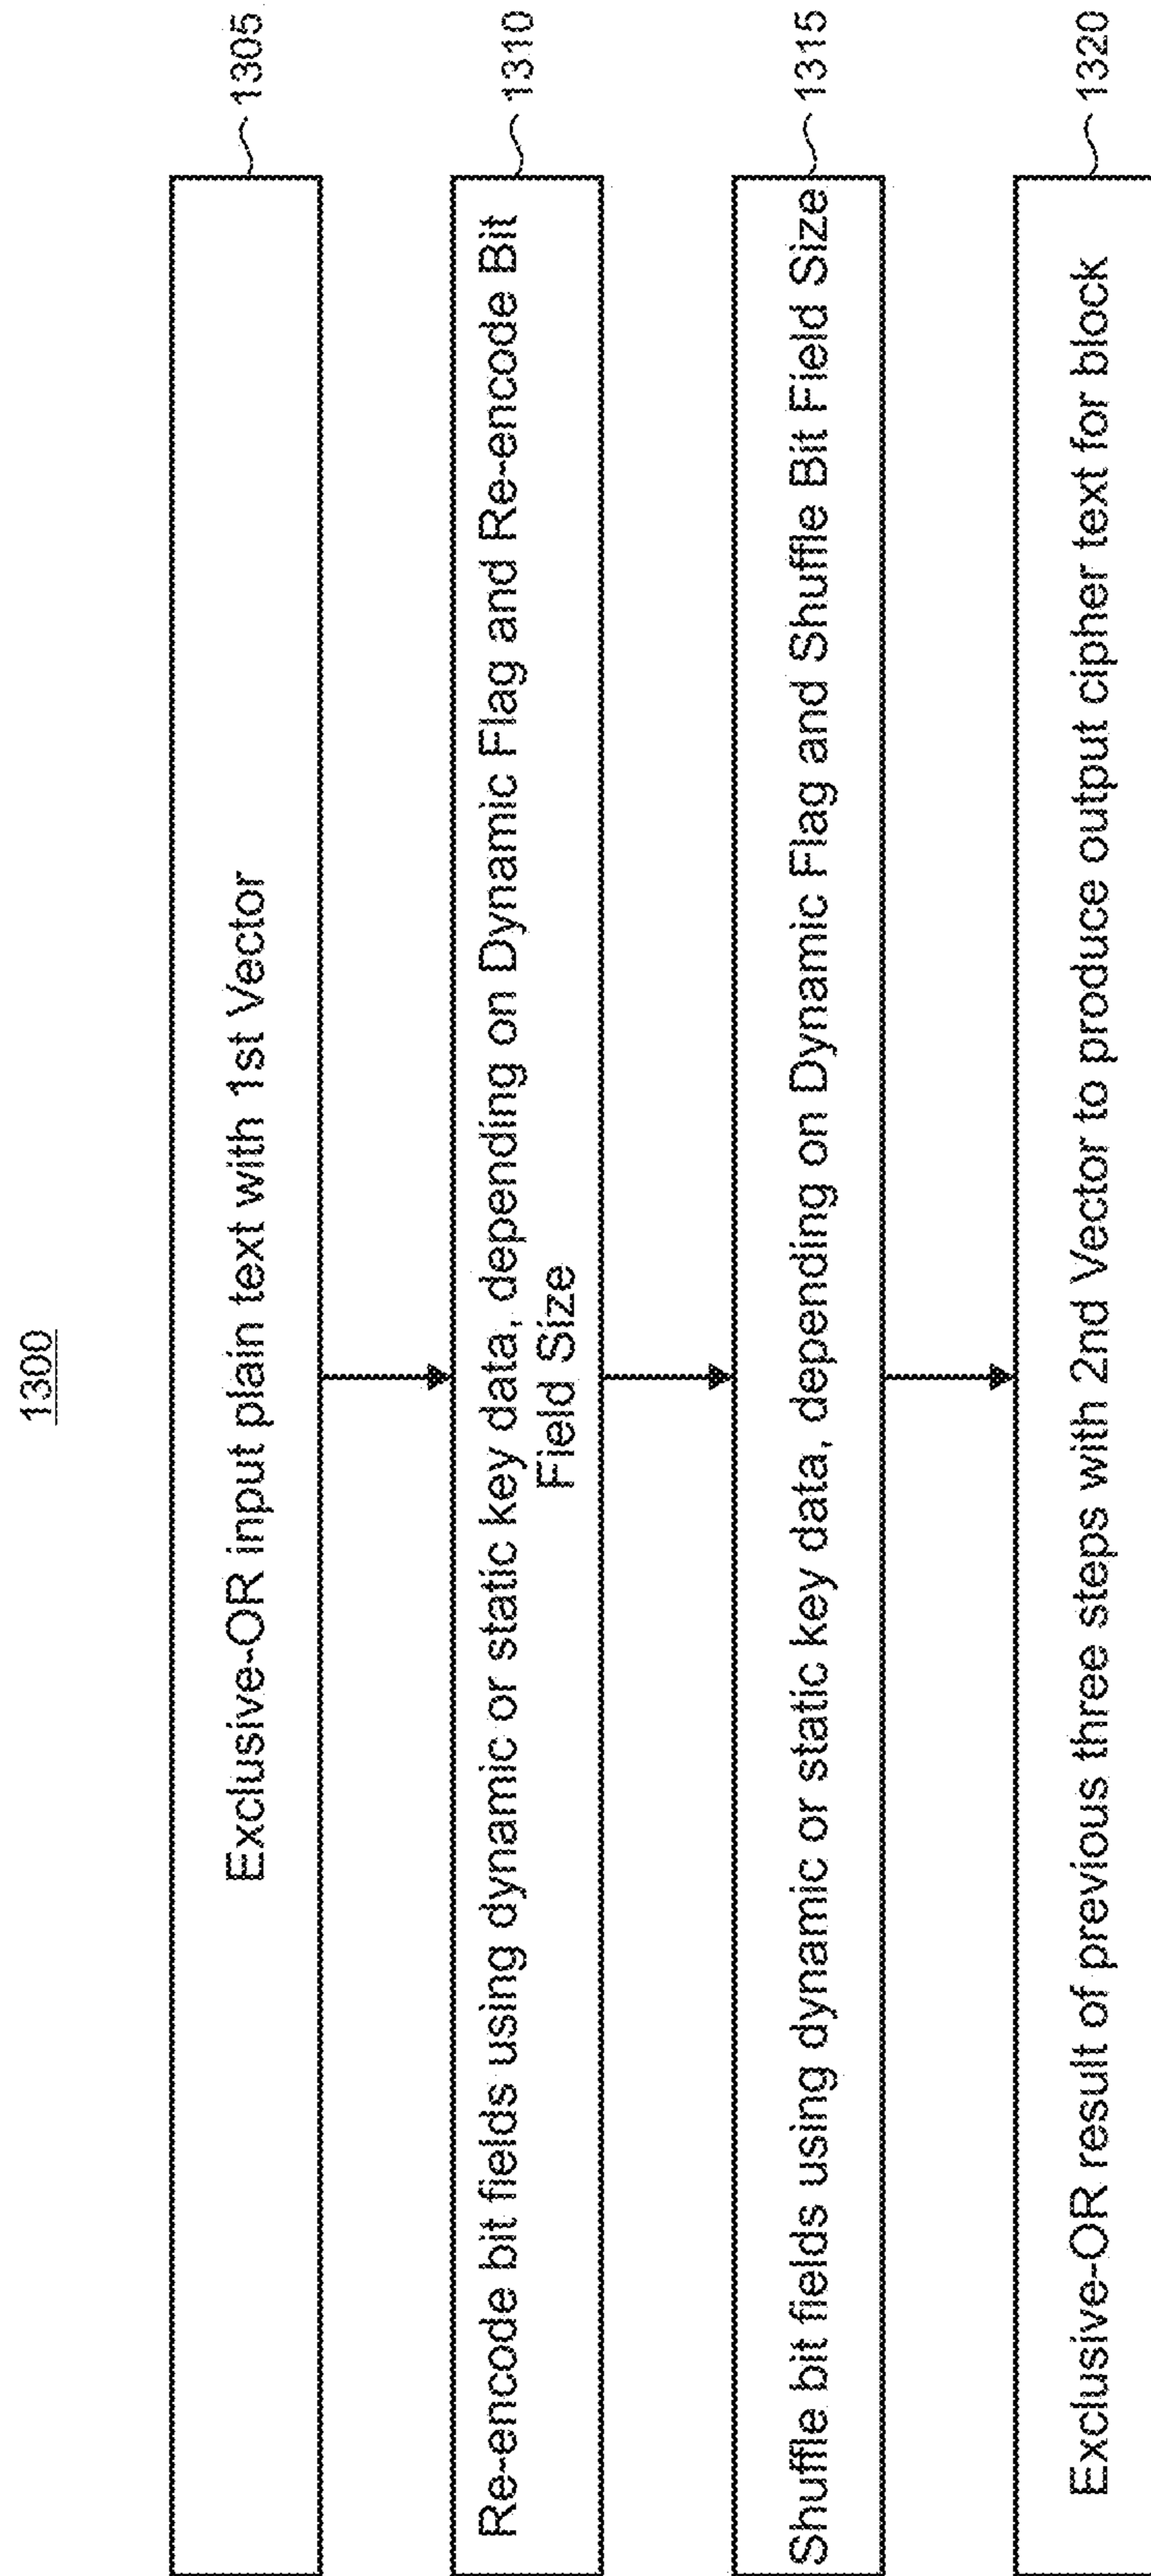 1300
Exclusive-OR input plain text with 1st Vector
1305
Re-encode bit fields using dynamic or static key data, depending on Dynamic Flag and Re-encode Bit
Field Size
1310
Shuffle bit fields using dynamic or static key data, depending on Dynamic Flag and Shuffle Bit Field Size
1315
Exclusive-OR result of previous three steps with 2nd Vector to produce output cipher text for block
1320